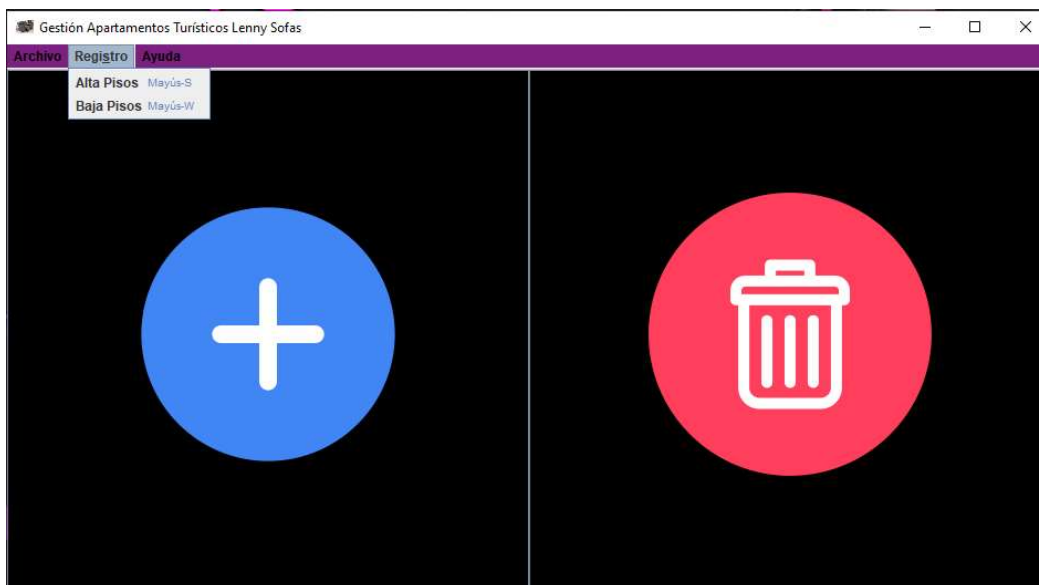 Gestión Apartamentos Turísticos Lenny Sofas
Archivo Registro Ayuda
Alta Pisos Mayús-S
Baja Pisos Mayús-W